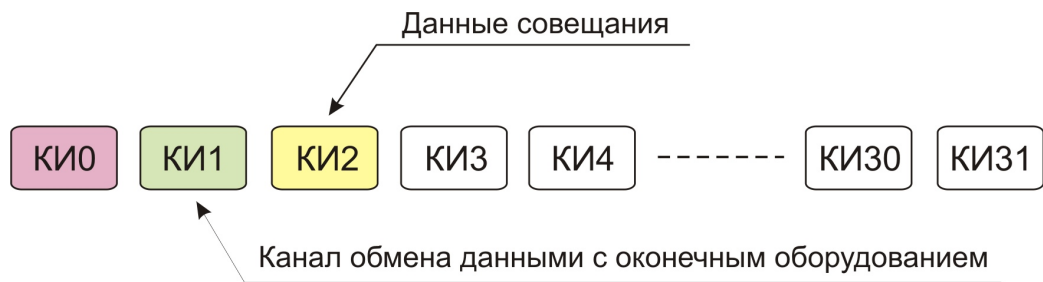 Данные совещания
КИ0 КИ1 КИ2 КИ3 КИ4 КИ30 КИ31
Канал обмена данными с оконечным оборудованием